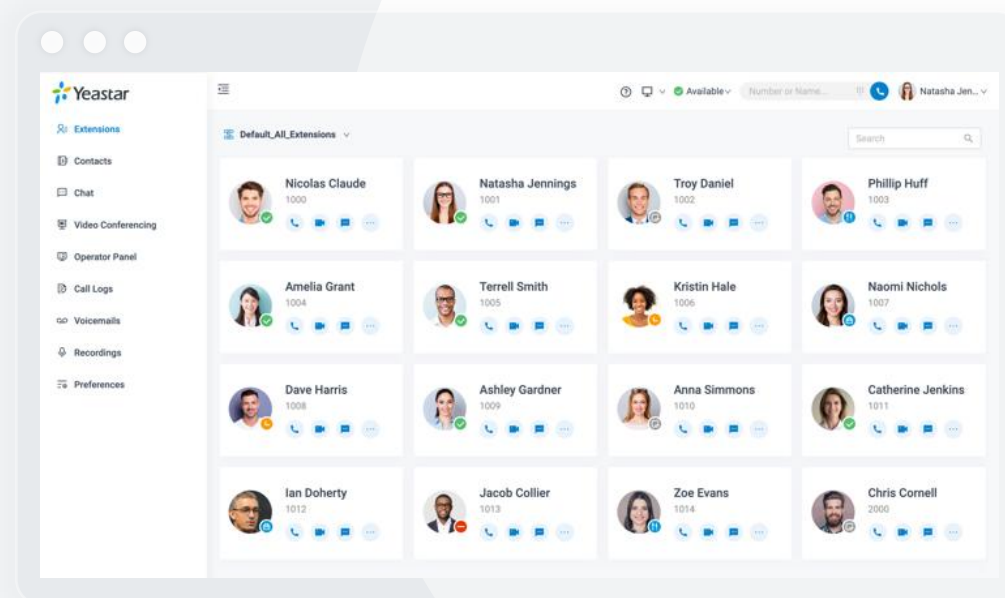 Yeastar
Available
Number or Name...
Natasha Jen...
Extensions
Contacts
Chat
Video Conferencing
Operator Panel
Call Logs
Voicemails
Recordings
Preferences
Default_All_Extensions
Search
Nicolas Claude
1000
Natasha Jennings
1001
Troy Daniel
1002
Phillip Huff
1003
Amelia Grant
1004
Terrell Smith
1005
Kristin Hale
1006
Naomi Nichols
1007
Dave Harris
1008
Ashley Gardner
1009
Anna Simmons
1010
Catherine Jenkins
1011
Ian Doherty
1012
Jacob Collier
1013
Zoe Evans
1014
Chris Cornell
2000